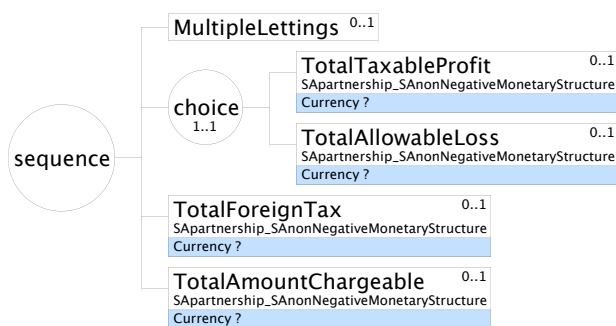 MultipleLettings 0..1
TotalTaxableProfit 0..1
SApartnership_SAnonNegativeMonetaryStructure
Currency ?
choice
1..1
TotalAllowableLoss 0..1
SApartnership_SAnonNegativeMonetaryStructure
Currency ?
sequence
TotalForeignTax 0..1
SApartnership_SAnonNegativeMonetaryStructure
Currency ?
TotalAmountChargeable 0..1
SApartnership_SAnonNegativeMonetaryStructure
Currency ?